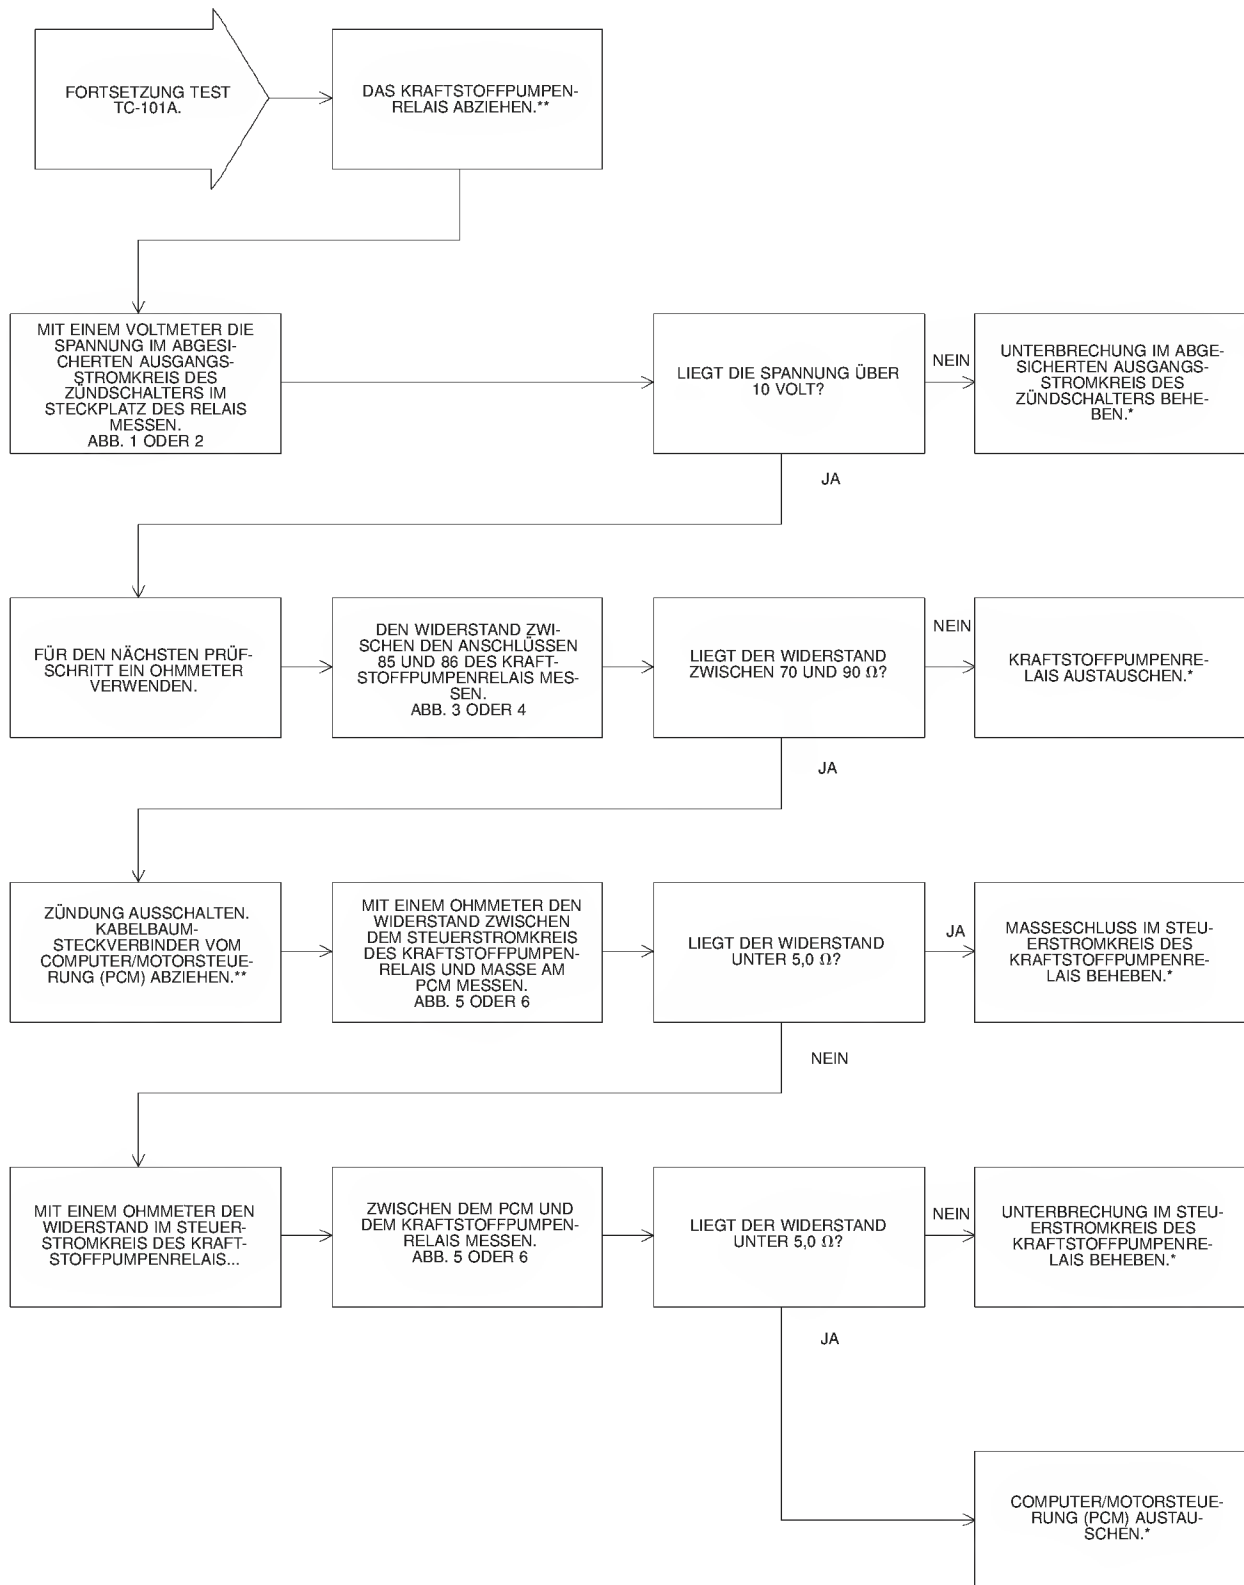 FORTSETZUNG TEST
TC-101A.
DAS KRAFTSTOFFPUMPEN-
RELAIS ABZIEHEN.**
MIT EINEM VOLTMETER DIE
SPANNUNG IM ABGESI-
CHERTEN AUSGANGS-
STROMKREIS DES
ZÜNDSCHALTERS IM
STECKPLATZ DES RELAIS
MESSEN.
ABB. 1 ODER 2
LIEGT DIE SPANNUNG ÜBER
10 VOLT?
NEIN
UNTERBRECHUNG IM ABGE-
SICHERTEN AUSGANGS-
STROMKREIS DES
ZÜNDSCHALTERS BEHE-
BEN.*
JA
FÜR DEN NÄCHSTEN PRÜF-
SCHRITT EIN OHMMETER
VERWENDEN.
DEN WIDERSTAND ZWI-
SCHEN DEN ANSCHLÜSSEN
85 UND 86 DES KRAFT-
STOFFPUMPENRELAIS MES-
SEN.
ABB. 3 ODER 4
LIEGT DER WIDERSTAND
ZWISCHEN 70 UND 90 Ω?
NEIN
KRAFTSTOFFPUMPENRE-
LAIS AUSTAUSCHEN.*
JA
ZÜNDUNG AUSSCHALTEN.
KABELBAUM-
STECKVERBINDER VOM
COMPUTER/MOTORSTEUE-
RUNG (PCM) ABZIEHEN.**
MIT EINEM OHMMETER DEN
WIDERSTAND ZWISCHEN
DEM STEUERSTROMKREIS
DES KRAFTSTOFFPUMPEN-
RELAIS UND MASSE AM
PCM MESSEN.
ABB. 5 ODER 6
LIEGT DER WIDERSTAND
UNTER 5,0 Ω?
JA
MASSESCHLUSS IM STEU-
ERSTROMKREIS DES
KRAFTSTOFFPUMPENRE-
LAIS BEHEBEN.*
NEIN
MIT EINEM OHMMETER DEN
WIDERSTAND IM STEUER-
STROMKREIS DES KRAFT-
STOFFPUMPENRELAIS...
ZWISCHEN DEM PCM UND
DEM KRAFTSTOFFPUMPEN-
RELAIS MESSEN.
ABB. 5 ODER 6
LIEGT DER WIDERSTAND
UNTER 5,0 Ω?
NEIN
UNTERBRECHUNG IM STEU-
ERSTROMKREIS DES
KRAFTSTOFFPUMPENRE-
LAIS BEHEBEN.*
JA
COMPUTER/MOTORSTEUE-
RUNG (PCM) AUSTAU-
SCHEN.*